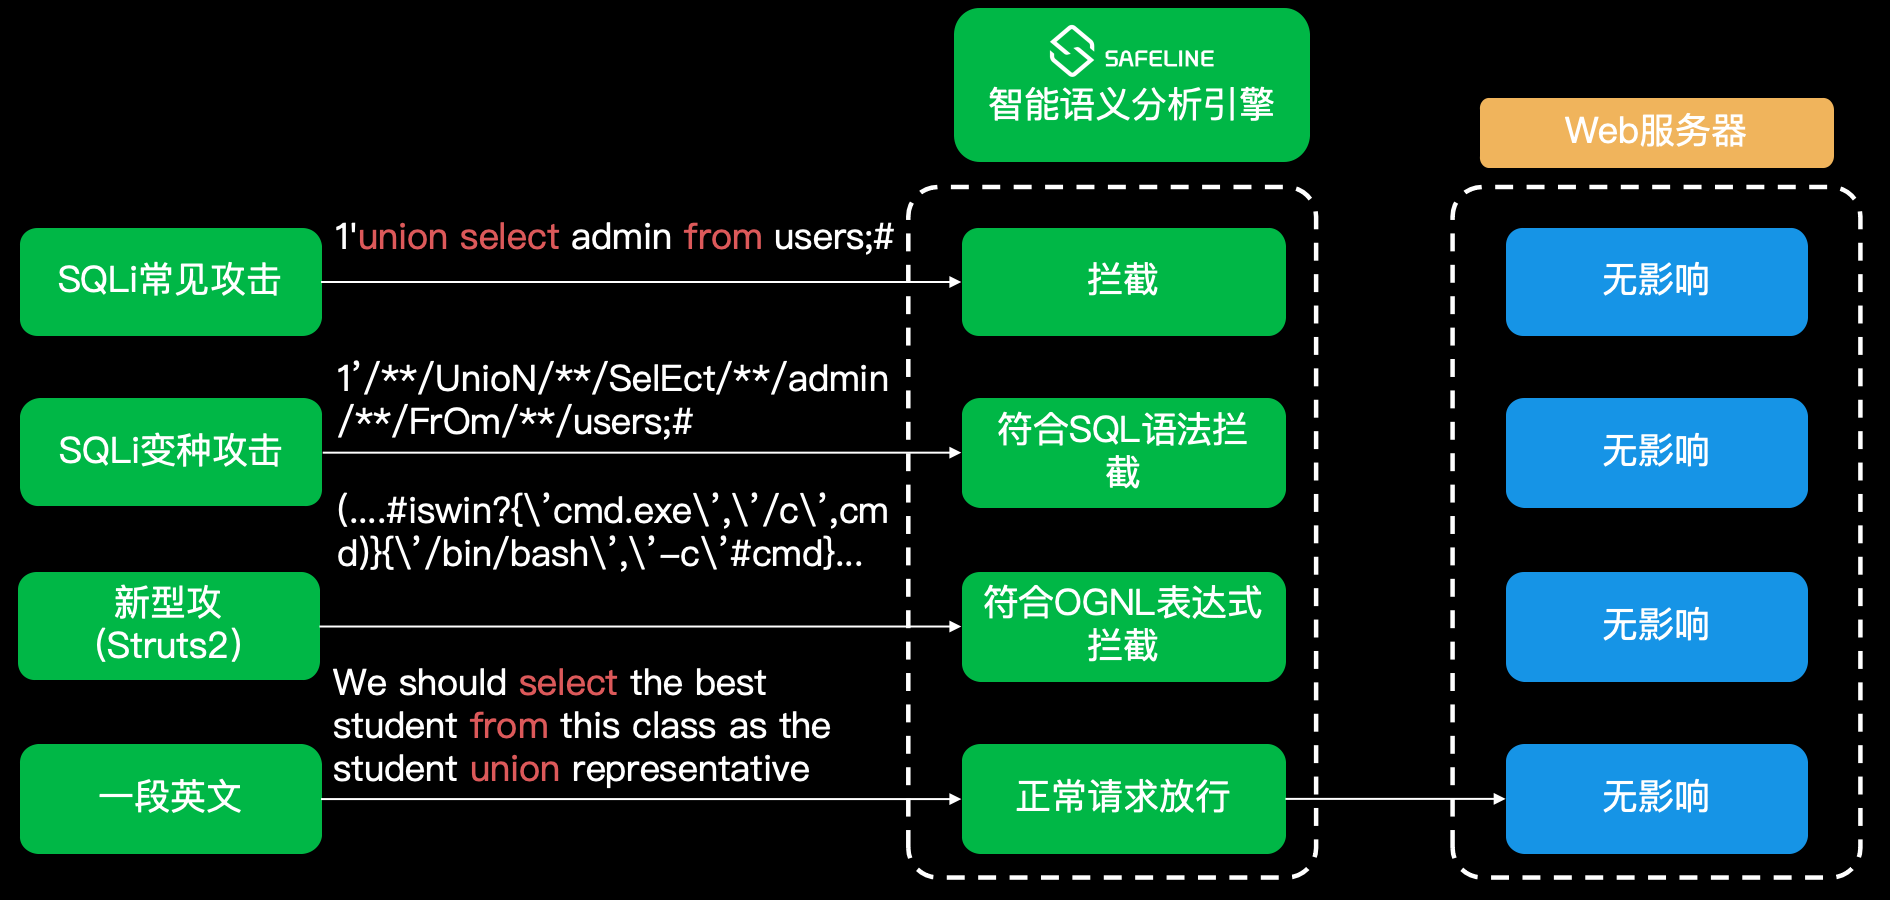 SAFELINE
智能语义分析引擎
Web服务器
1'union select admin from users;#
SQLi常见攻击
拦截
无影响
1’/**/UnioN/**/SelEct/**/admin
/**/FrOm/**/users;#
SQLi变种攻击
符合SQL语法拦
截
无影响
(....#iswin?{\’cmd.exe\’,\’/c\’,cm
d)}{\’/bin/bash\’,\’-c\’#cmd}...
新型攻
(Struts2)
符合OGNL表达式
拦截
无影响
We should select the best
student from this class as the
student union representative
一段英文
正常请求放行
无影响